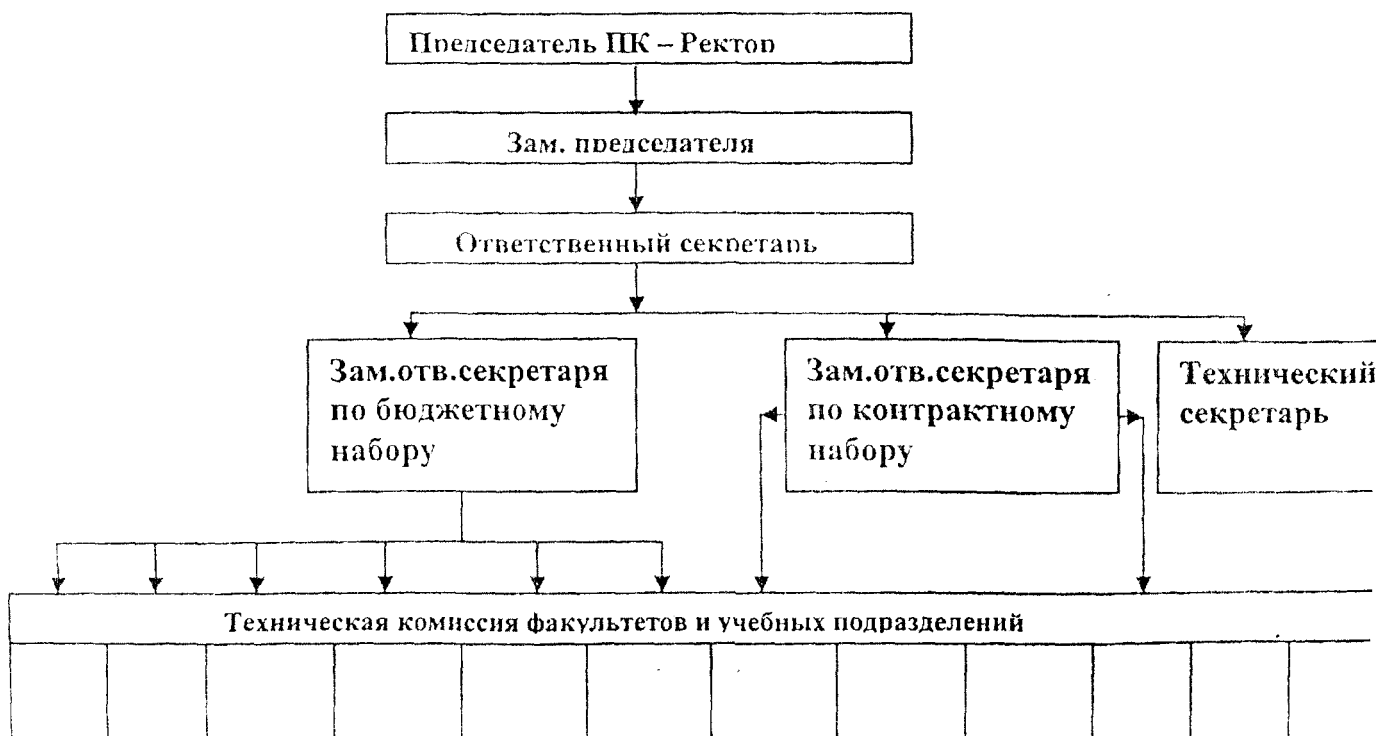 Председатель ПК – Ректор
Зам. председателя
Ответственный секретарь
Зам.отв.секретаря
по бюджетному
набору
Зам.отв.секретаря
по контрактному
набору
Технический
секретарь
Техническая комиссия факультетов и учебных подразделений